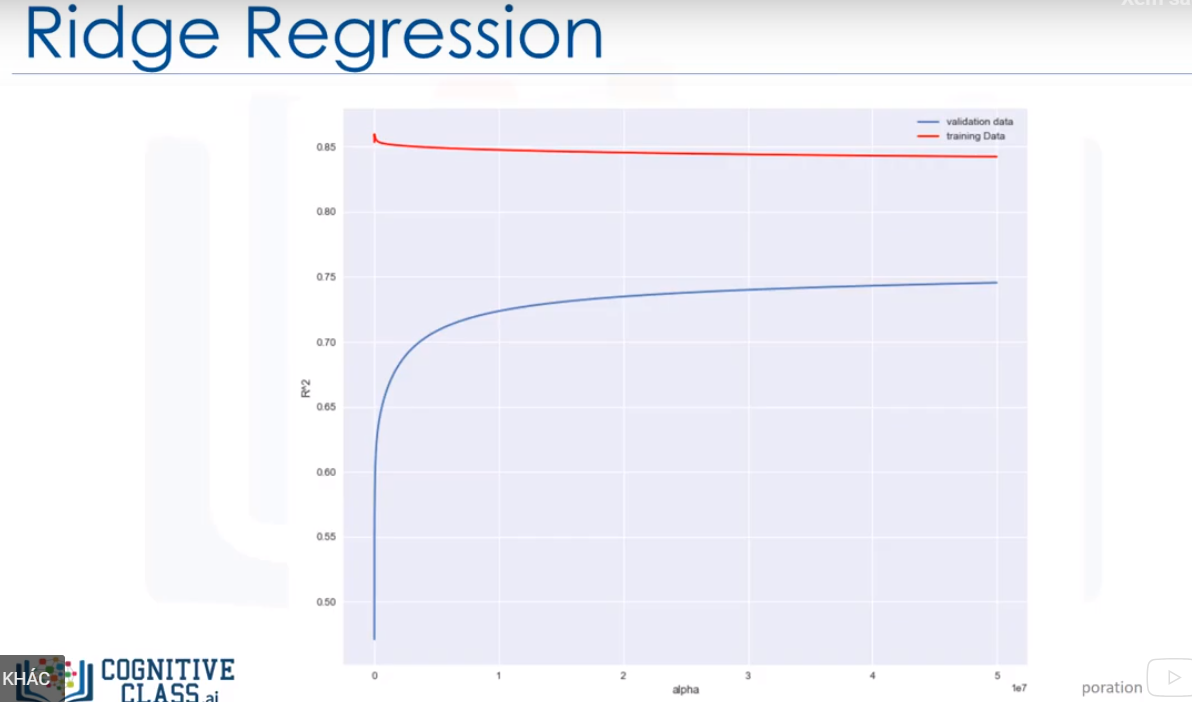 Ridge Regression
validation data
training Data
0.85
0.80
0.75
0.70
0.65
0.60
0.55
0.50
R^2
0
1
2
3
4
5
1e7
alpha
KHÁC
COGNITIVE
CLASS.ai
poration